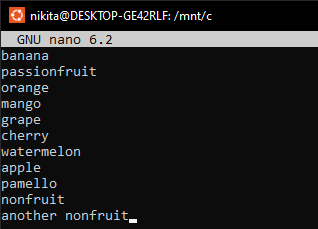 nikita@DESKTOP-GE42RLF: /mnt/c
GNU nano 6.2
banana
passionfruit
orange
mango
grape
cherry
watermelon
apple
pamello
nonfruit
another nonfruit